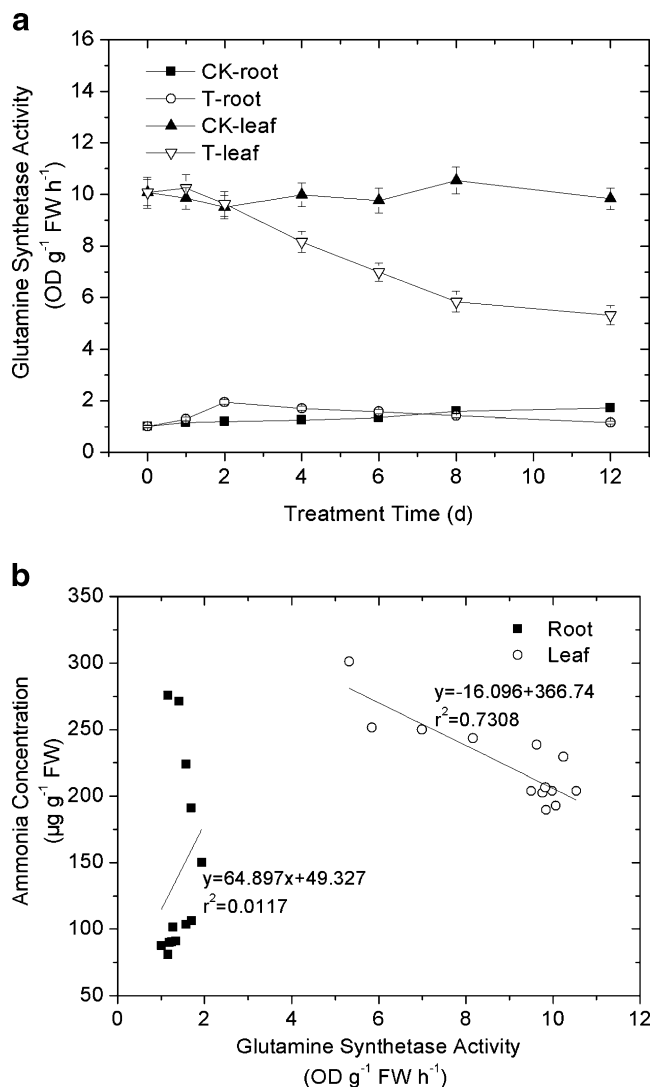 a
16
14
12
10
8
6
4
2
0
Glutamine Synthetase Activity
(OD g⁻¹ FW h⁻¹)
CK-root
T-root
CK-leaf
T-leaf
0 2 4 6 8 10 12
Treatment Time (d)
b
350
300
250
200
150
100
50
Ammonia Concentration
(µg g⁻¹ FW)
Root
Leaf
y=-16.096+366.74
r²=0.7308
y=64.897x+49.327
r²=0.0117
0 2 4 6 8 10 12
Glutamine Synthetase Activity
(OD g⁻¹ FW h⁻¹)